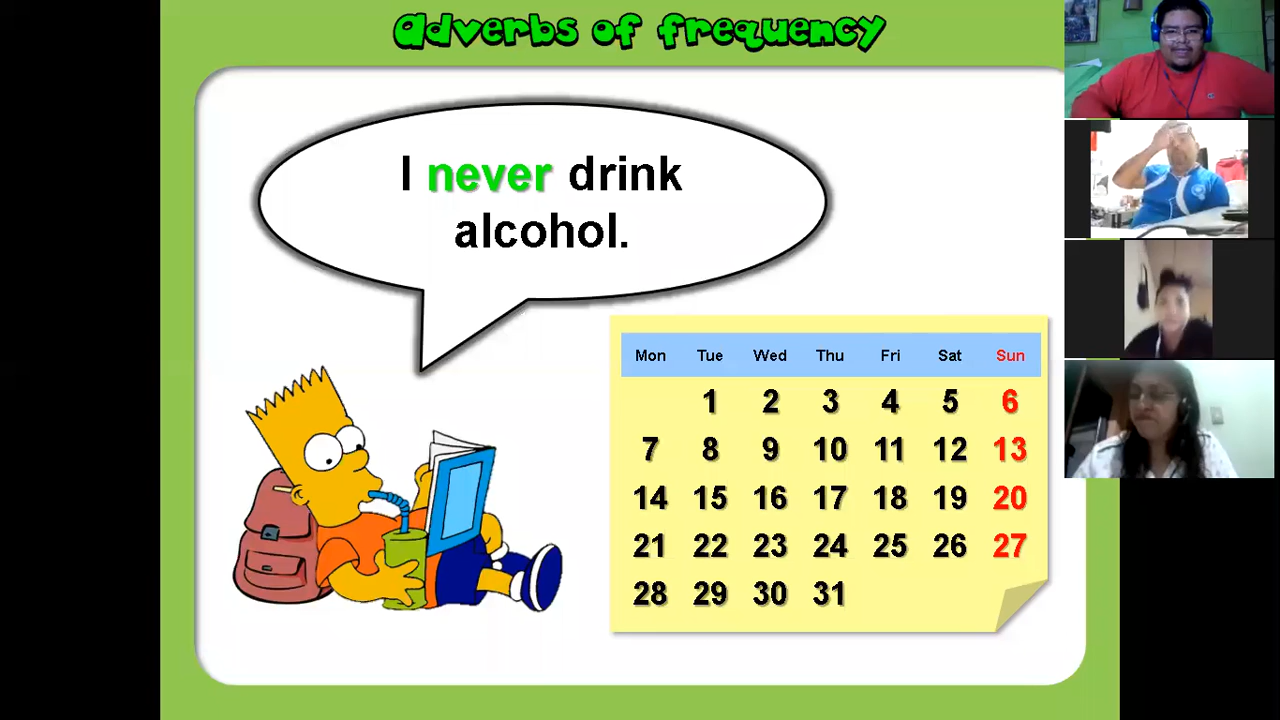 Adverbs of frequency
I never drink
alcohol.
Mon Tue Wed Thu Fri Sat Sun
1 2 3 4 5 6
7 8 9 10 11 12 13
14 15 16 17 18 19 20
21 22 23 24 25 26 27
28 29 30 31